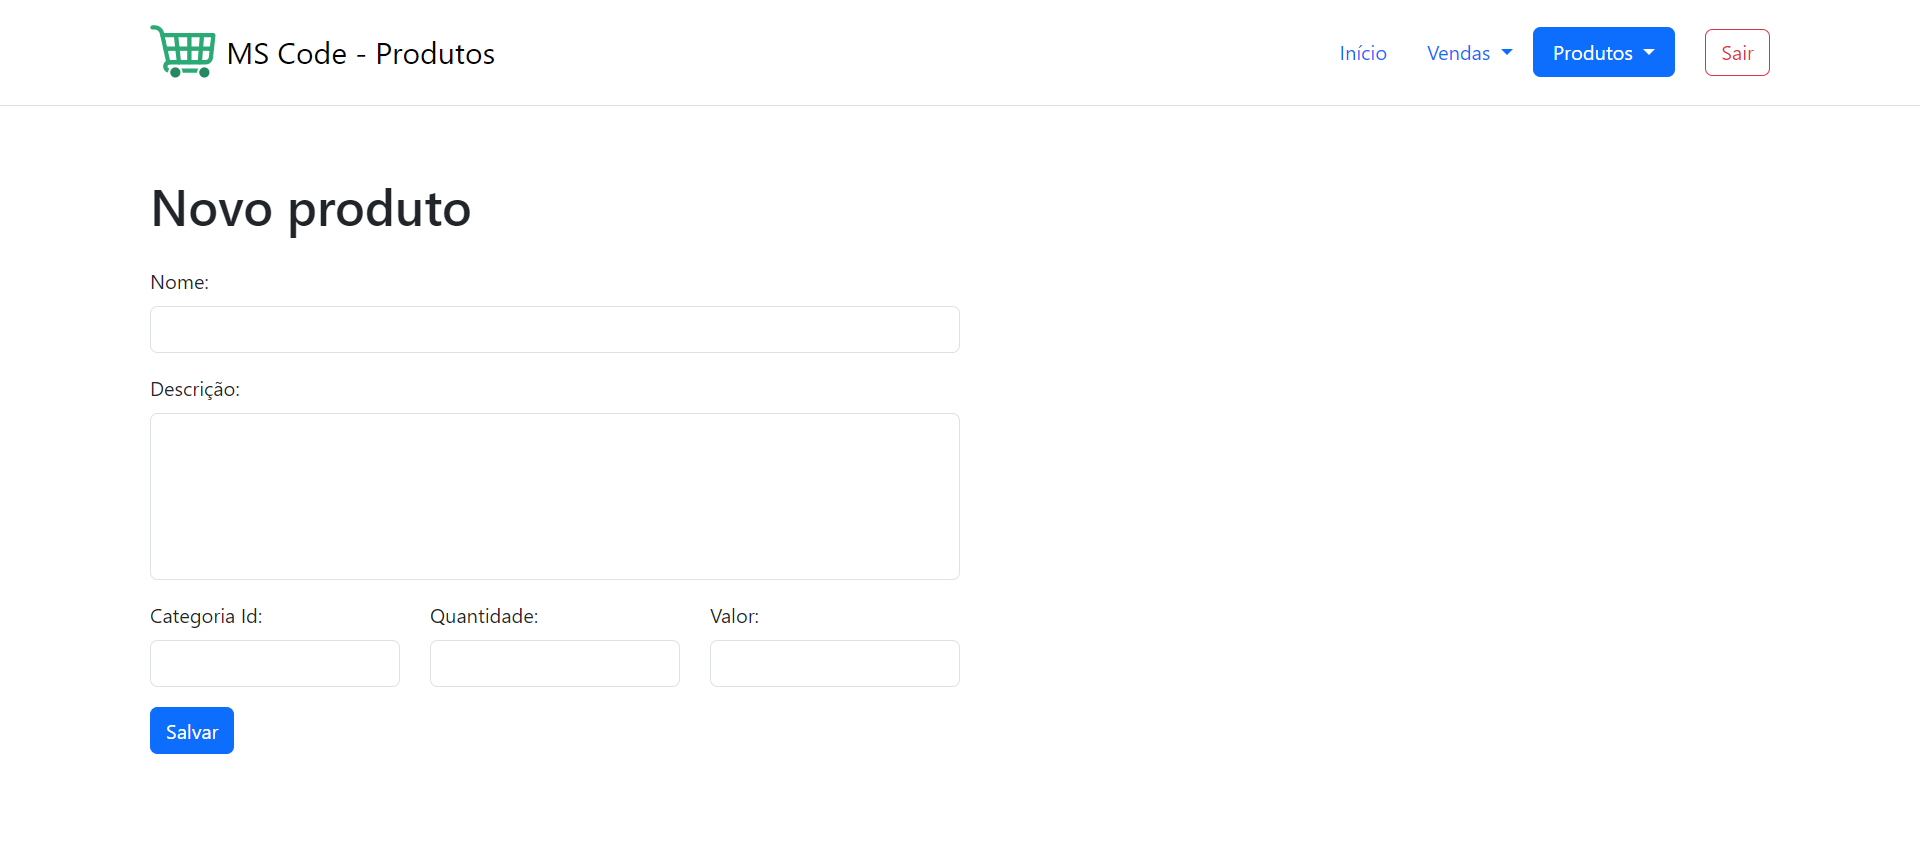 MS Code - Produtos
Início Vendas Produtos Sair
Novo produto
Nome:
Descrição:
Categoria Id: Quantidade: Valor:
Salvar